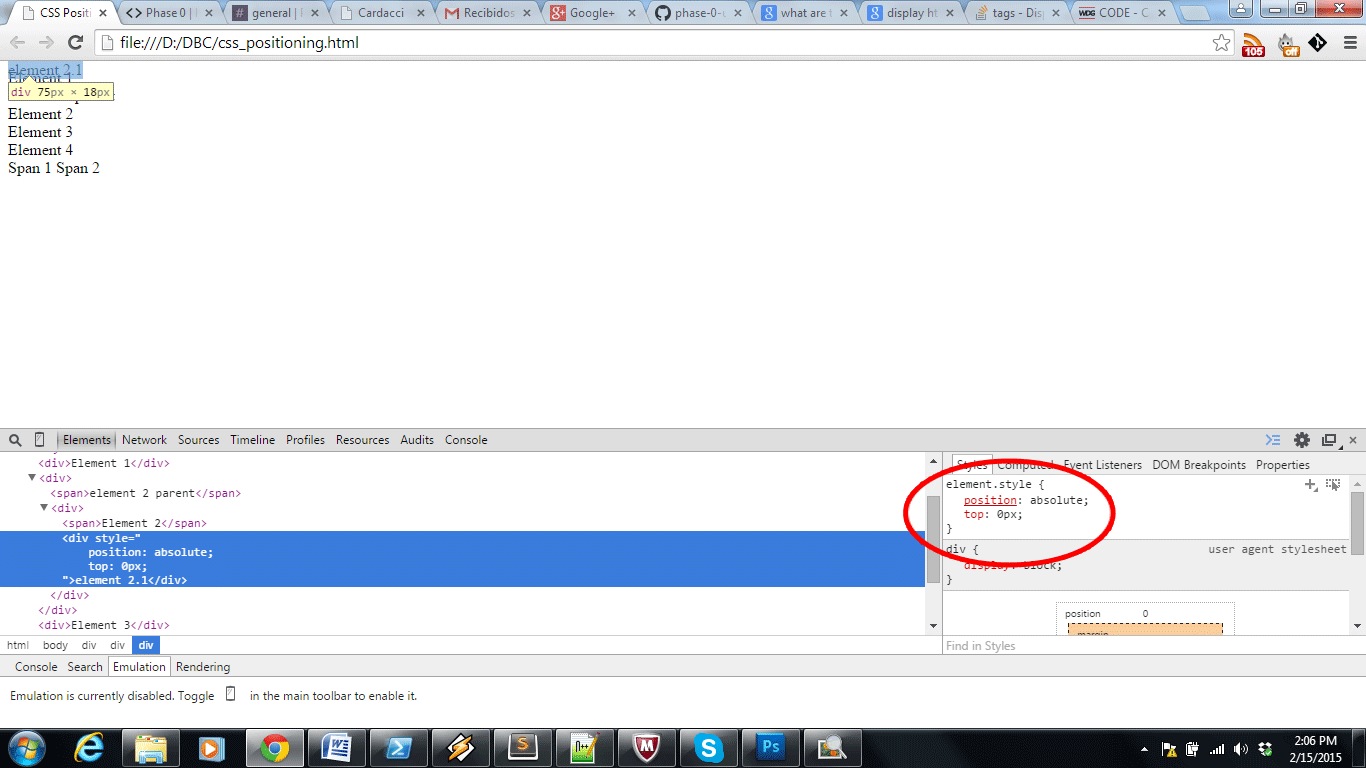 CSS Positi
Phase 0 |
general |
Cardacci
Recibidos
Google+
phase-0-u
what are t
display ht
tags - Dis
CODE - C
file:///D:/DBC/css_positioning.html
105
off
element 2.1
Element 1
div 75px × 18px
Element 2
Element 3
Element 4
Span 1 Span 2
Elements Network Sources Timeline Profiles Resources Audits Console
<div>Element 1</div>
<div>
<span>element 2 parent</span>
<div>
<span>Element 2</span>
<div style="
position: absolute;
top: 0px;
">element 2.1</div>
</div>
</div>
<div>Element 3</div>
html body div div div
Styles Computed Event Listeners DOM Breakpoints Properties
element.style {
position: absolute;
top: 0px;
}
div {
user agent stylesheet
display: block;
}
position 0
margin
Find in Styles
Console Search Emulation Rendering
Emulation is currently disabled. Toggle in the main toolbar to enable it.
2:06 PM
2/15/2015